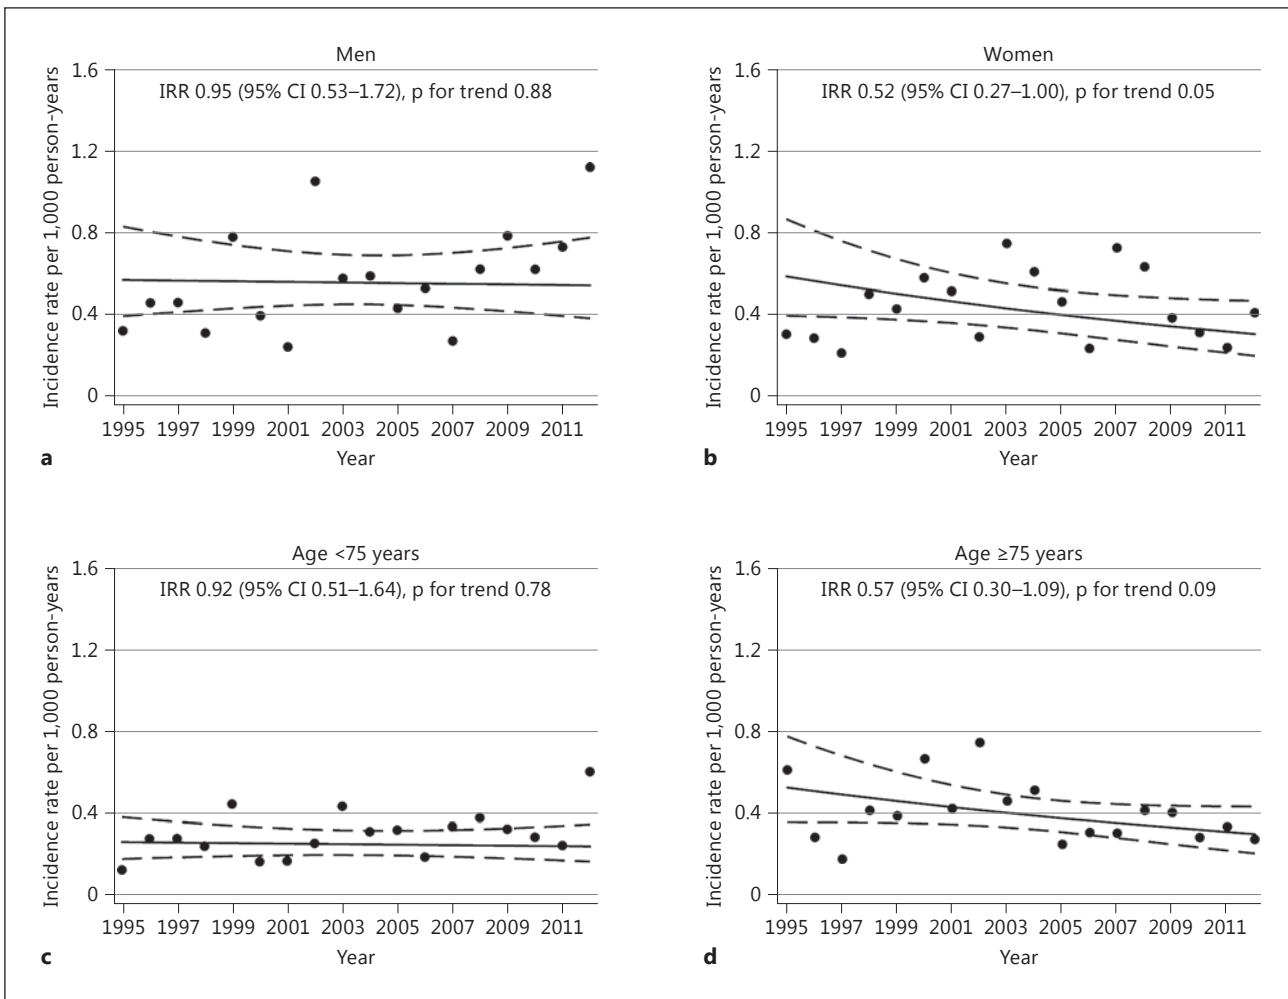 Men
IRR 0.95 (95% CI 0.53–1.72), p for trend 0.88
Incidence rate per 1,000 person-years
1.6
1.2
0.8
0.4
0
1995 1997 1999 2001 2003 2005 2007 2009 2011
Year
a
Women
IRR 0.52 (95% CI 0.27–1.00), p for trend 0.05
Incidence rate per 1,000 person-years
1.6
1.2
0.8
0.4
0
1995 1997 1999 2001 2003 2005 2007 2009 2011
Year
b
Age <75 years
IRR 0.92 (95% CI 0.51–1.64), p for trend 0.78
Incidence rate per 1,000 person-years
1.6
1.2
0.8
0.4
0
1995 1997 1999 2001 2003 2005 2007 2009 2011
Year
c
Age ≥75 years
IRR 0.57 (95% CI 0.30–1.09), p for trend 0.09
Incidence rate per 1,000 person-years
1.6
1.2
0.8
0.4
0
1995 1997 1999 2001 2003 2005 2007 2009 2011
Year
d